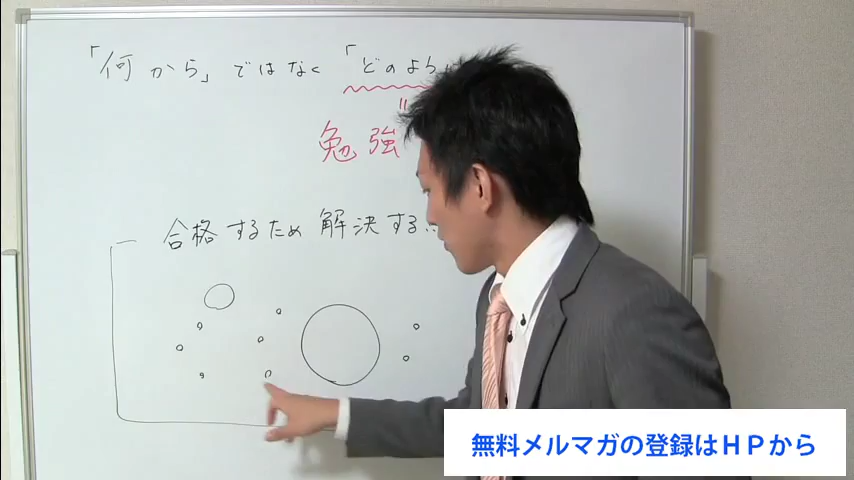 「何から」ではなく「どのよう
〃
勉強
合格するため解決する
無料メルマガの登録はＨＰから